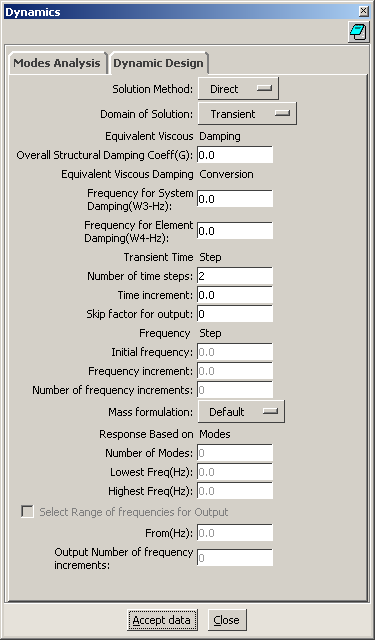 Dynamics
Modes Analysis Dynamic Design
Solution Method: Direct
Domain of Solution: Transient
Equivalent Viscous Damping
Overall Structural Damping Coeff(G): 0.0
Equivalent Viscous Damping Conversion
Frequency for System
Damping(W3-Hz): 0.0
Frequency for Element
Damping(W4-Hz): 0.0
Transient Time Step
Number of time steps: 2
Time increment: 0.0
Skip factor for output: 0
Frequency Step
Initial frequency: 0.0
Frequency increment: 0.0
Number of frequency increments: 0
Mass formulation: Default
Response Based on Modes
Number of Modes: 0
Lowest Freq(Hz): 0.0
Highest Freq(Hz): 0.0
Select Range of frequencies for Output
From(Hz): 0.0
Output Number of frequency
increments: 0
Accept data Close